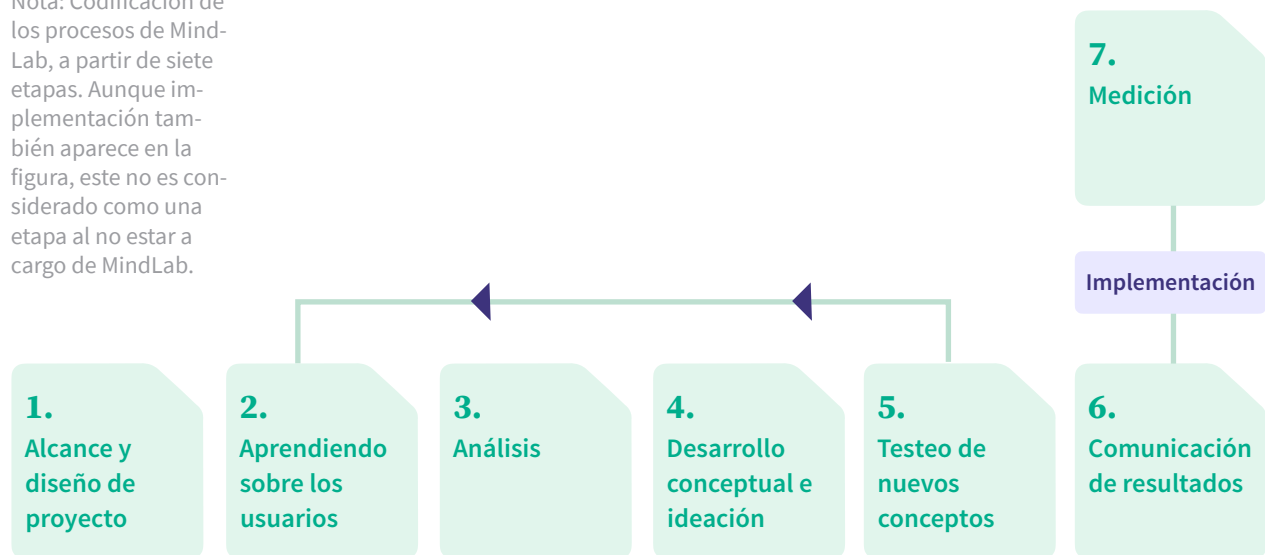 Nota: Codificación de
los procesos de Mind-
Lab, a partir de siete
etapas. Aunque im-
plementación tam-
bién aparece en la
figura, este no es con-
siderado como una
etapa al no estar a
cargo de MindLab.
7.
Medición
Implementación
1.
Alcance y
diseño de
proyecto
2.
Aprendiendo
sobre los
usuarios
3.
Análisis
4.
Desarrollo
conceptual e
ideación
5.
Testeo de
nuevos
conceptos
6.
Comunicación
de resultados